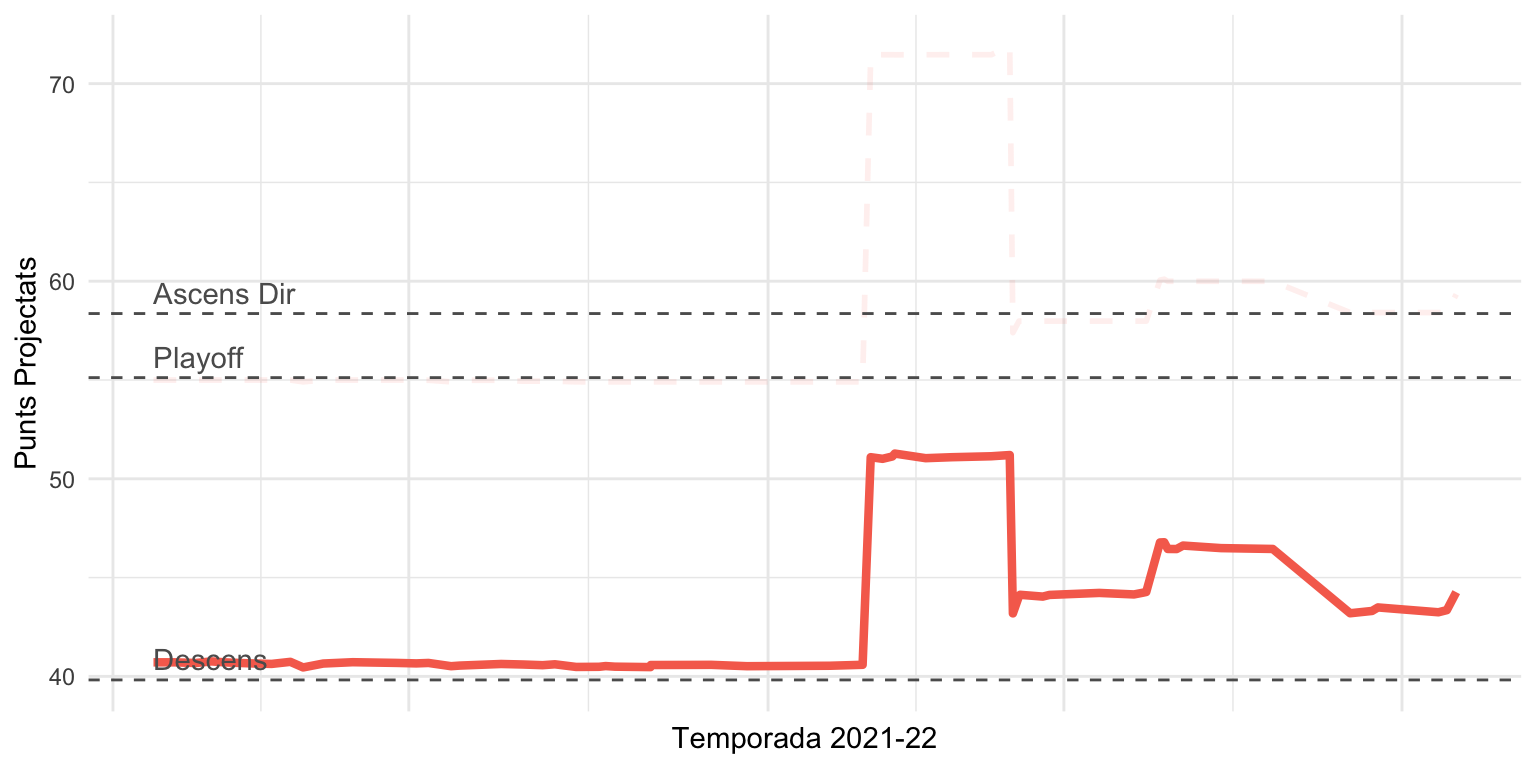 70
60
50
40
Punts Projectats
Ascens Dir
Playoff
Descens
Temporada 2021-22